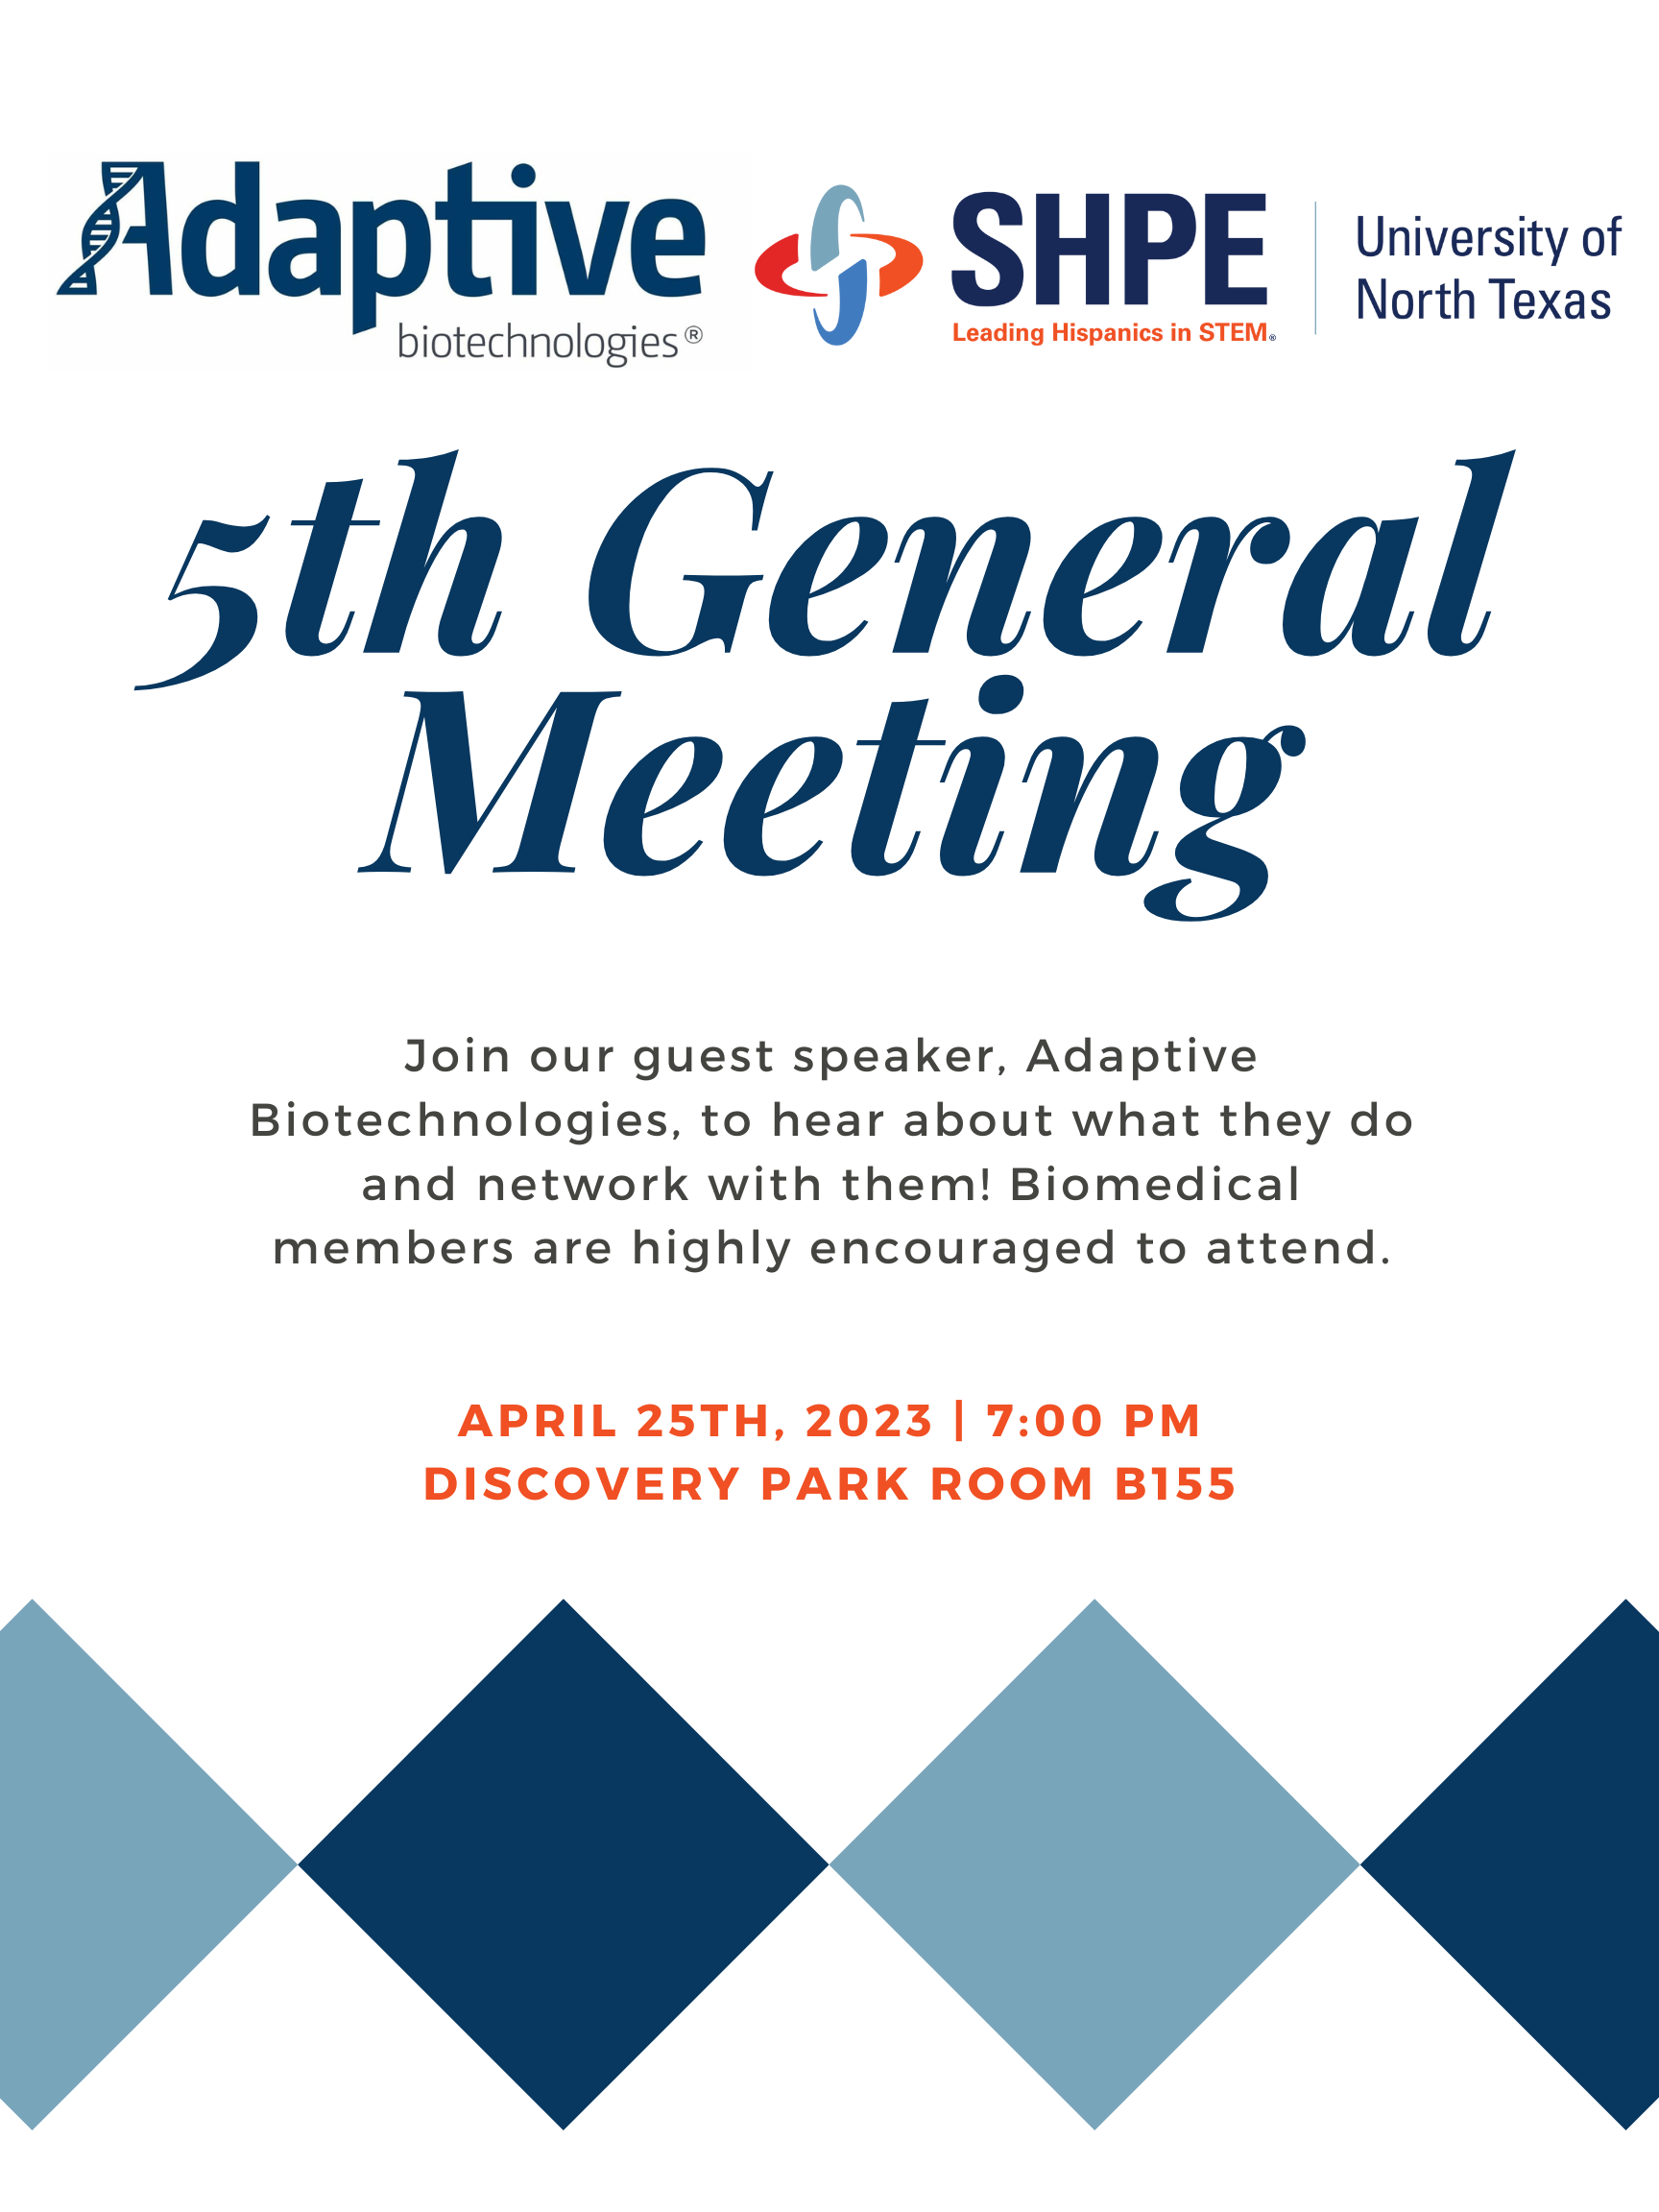 Adaptive
biotechnologies®
SHPE
Leading Hispanics in STEM®
University of
North Texas
5th General
Meeting
Join our guest speaker, Adaptive
Biotechnologies, to hear about what they do
and network with them! Biomedical
members are highly encouraged to attend.
APRIL 25TH, 2023 | 7:00 PM
DISCOVERY PARK ROOM B155